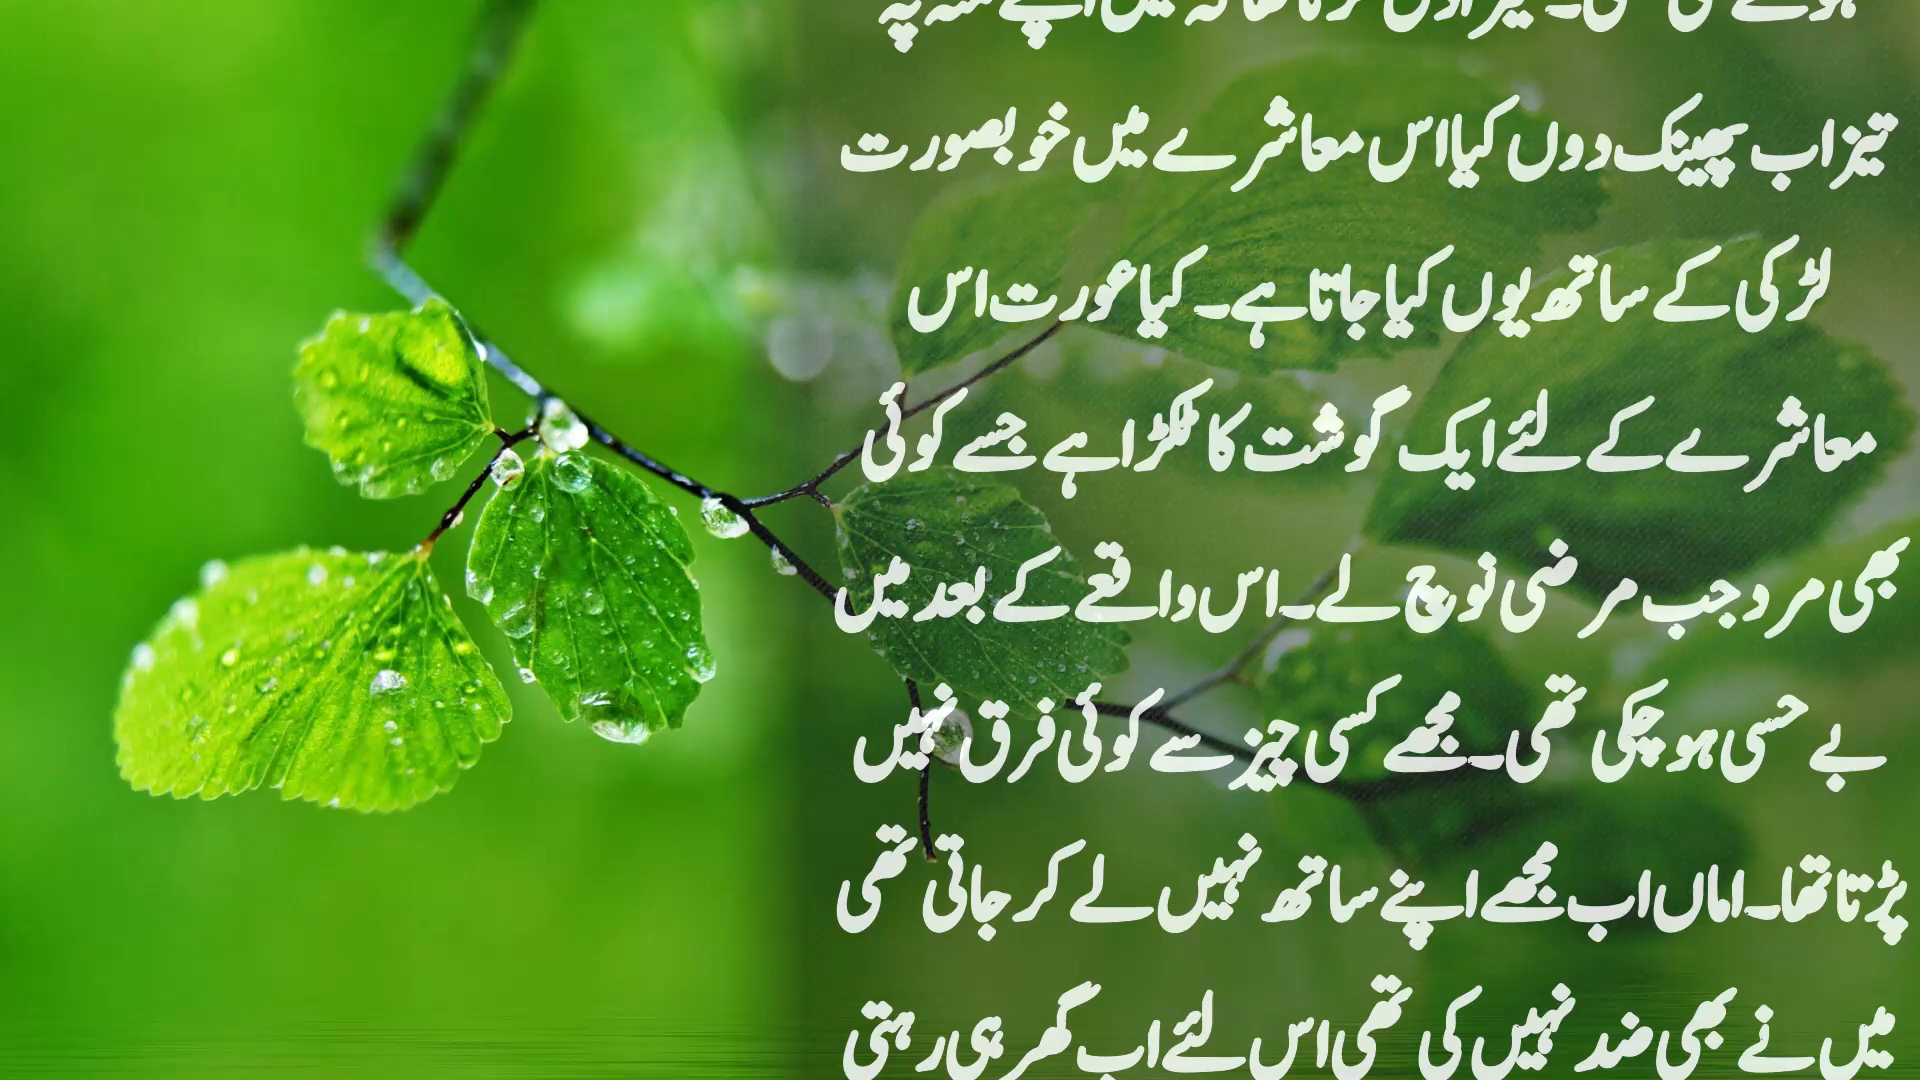 تیزاب پھینک دوں کیا اس معاشرے میں خوبصورت
لڑکی کے ساتھ یوں کیا جاتا ہے۔ کیا عورت اس
معاشرے کے لئے ایک گوشت کا ٹکڑا ہے جسے کوئی
بھی مرد جب مرضی نوچ لے۔ اس واقعے کے بعد میں
بے حسی ہو چکی تھی۔ مجھے کسی چیز سے کوئی فرق نہیں
پڑتا تھا۔ اماں اب مجھے اپنے ساتھ نہیں لے کر جاتی تھی
میں نے بھی ضد نہیں کی تھی اس لئے اب گھر ہی رہتی